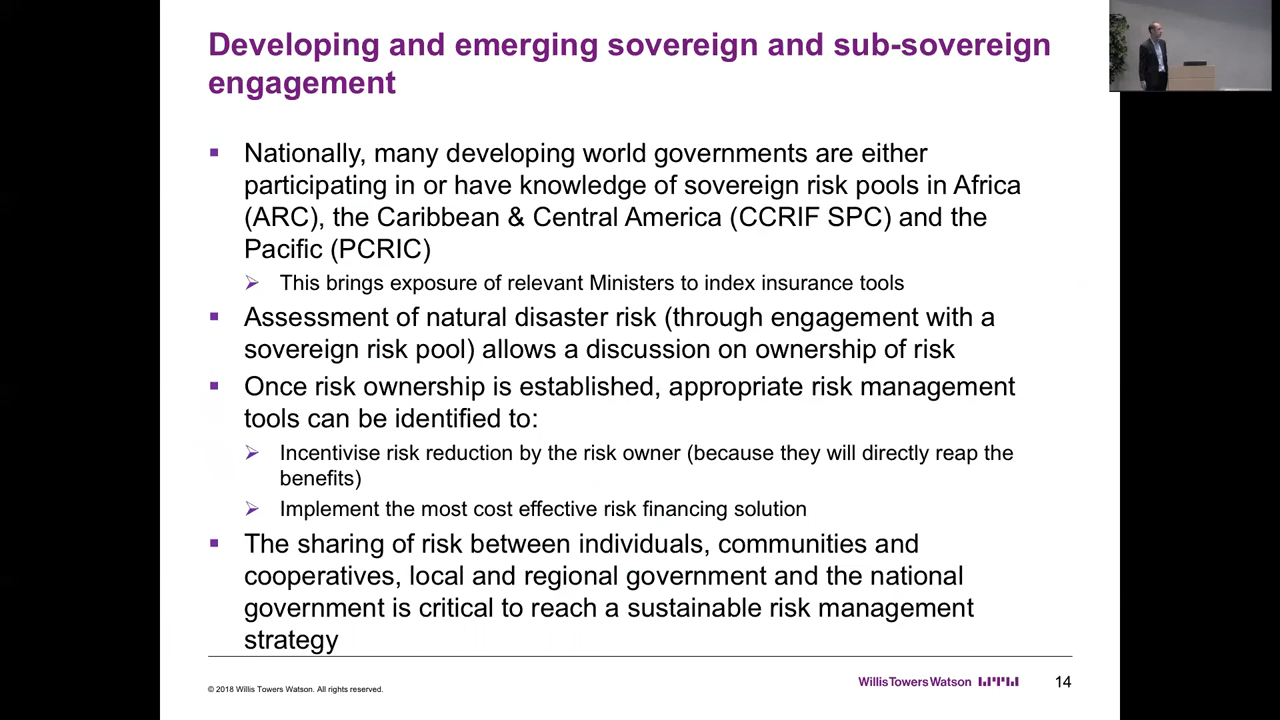 Developing and emerging sovereign and sub-sovereign
engagement
Nationally, many developing world governments are either
participating in or have knowledge of sovereign risk pools in Africa
(ARC), the Caribbean & Central America (CCRIF SPC) and the
Pacific (PCRIC)
This brings exposure of relevant Ministers to index insurance tools
Assessment of natural disaster risk (through engagement with a
sovereign risk pool) allows a discussion on ownership of risk
Once risk ownership is established, appropriate risk management
tools can be identified to:
Incentivise risk reduction by the risk owner (because they will directly reap the
benefits)
Implement the most cost effective risk financing solution
The sharing of risk between individuals, communities and
cooperatives, local and regional government and the national
government is critical to reach a sustainable risk management
strategy
© 2018 Willis Towers Watson. All rights reserved.
WillisTowersWatson
14